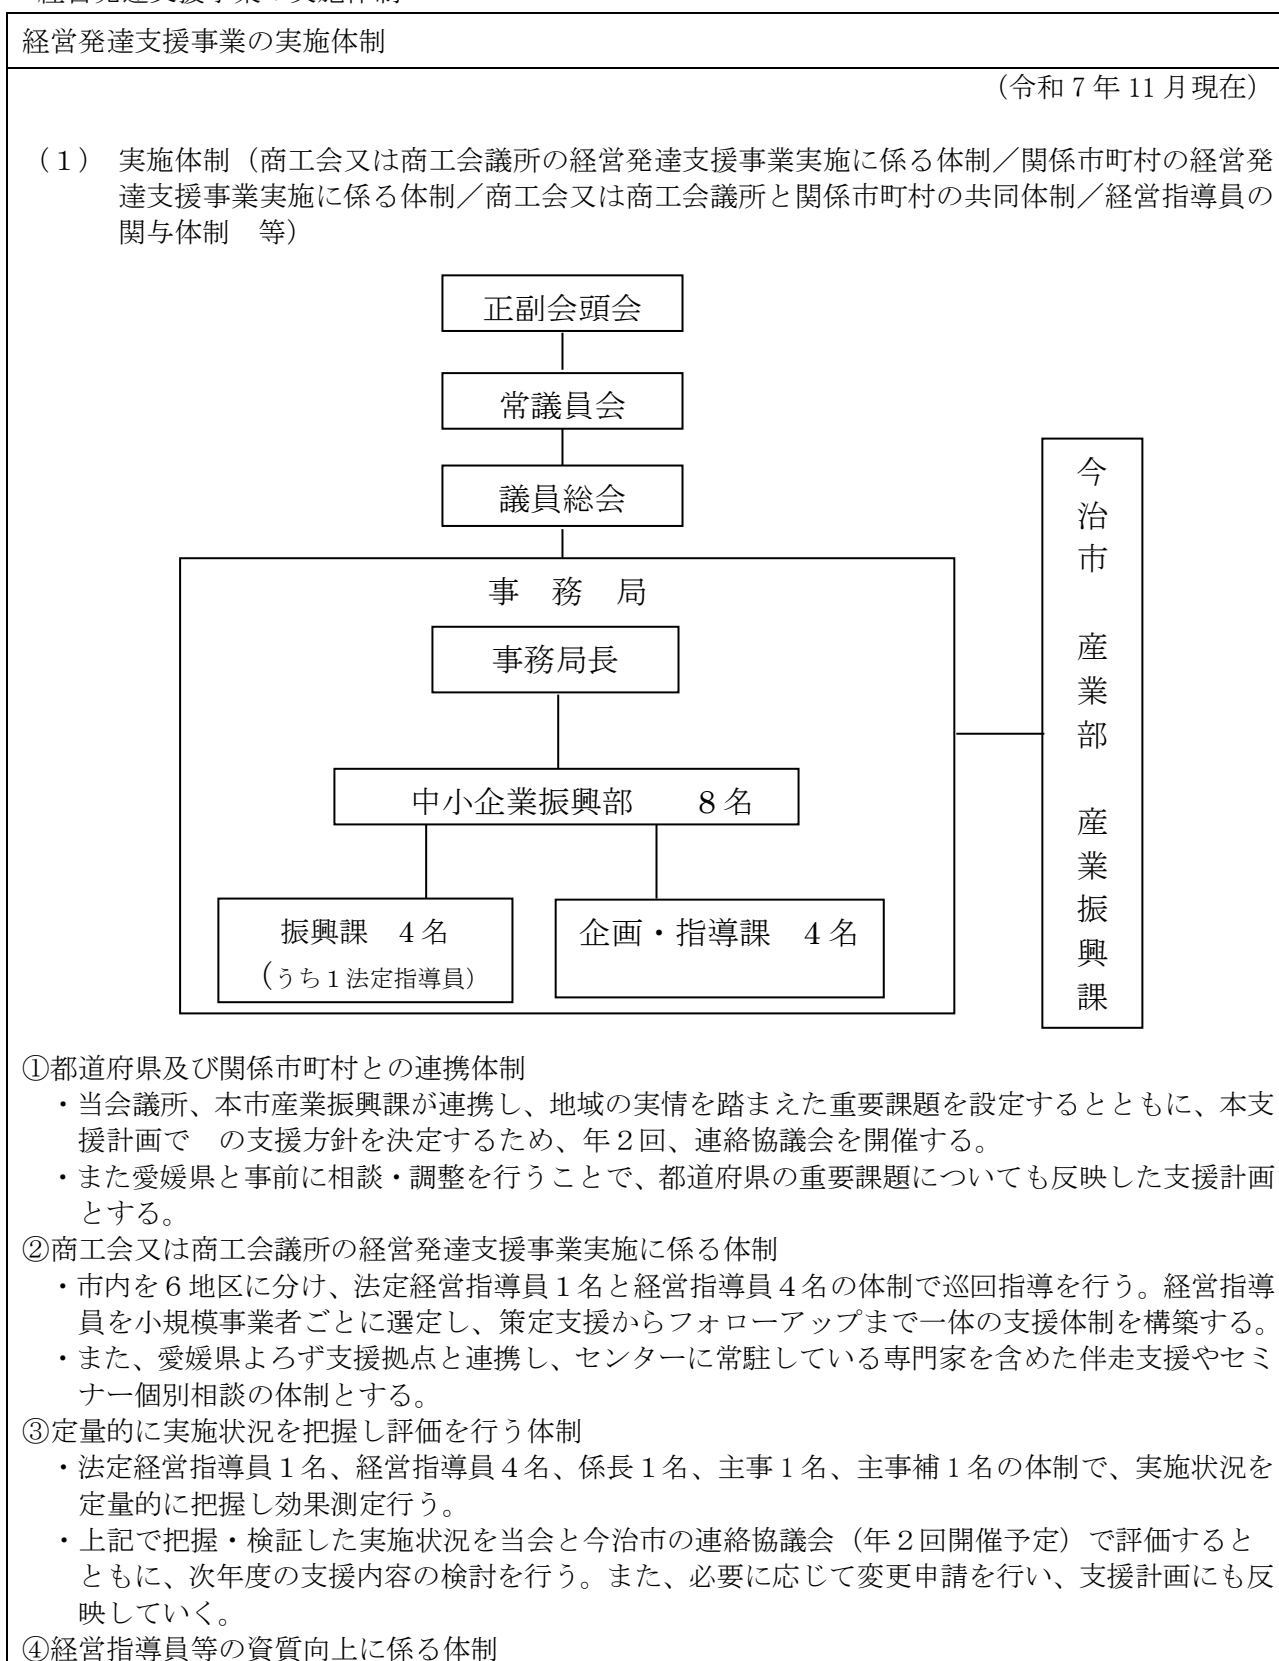 経営発達支援事業の実施体制
（令和７年 11 月現在）
（１）　実施体制（商工会又は商工会議所の経営発達支援事業実施に係る体制／関係市町村の経営発
達支援事業実施に係る体制／商工会又は商工会議所と関係市町村の共同体制／経営指導員の
関与体制　等）
正副会頭会
常議員会
議員総会
事　務　局
事務局長
中小企業振興部　　８名
振興課　４名
（うち１法定指導員）
企画・指導課　４名
今治市　産業部　産業振興課
①都道府県及び関係市町村との連携体制
・当会議所、本市産業振興課が連携し、地域の実情を踏まえた重要課題を設定するとともに、本支
援計画で　の支援方針を決定するため、年２回、連絡協議会を開催する。
・また愛媛県と事前に相談・調整を行うことで、都道府県の重要課題についても反映した支援計画
とする。
②商工会又は商工会議所の経営発達支援事業実施に係る体制
・市内を６地区に分け、法定経営指導員１名と経営指導員４名の体制で巡回指導を行う。経営指導
員を小規模事業者ごとに選定し、策定支援からフォローアップまで一体の支援体制を構築する。
・また、愛媛県よろず支援拠点と連携し、センターに常駐している専門家を含めた伴走支援やセミ
ナー個別相談の体制とする。
③定量的に実施状況を把握し評価を行う体制
・法定経営指導員１名、経営指導員４名、係長１名、主事１名、主事補１名の体制で、実施状況を
定量的に把握し効果測定行う。
・上記で把握・検証した実施状況を当会と今治市の連絡協議会（年２回開催予定）で評価すると
ともに、次年度の支援内容の検討を行う。また、必要に応じて変更申請を行い、支援計画にも反
映していく。
④経営指導員等の資質向上に係る体制